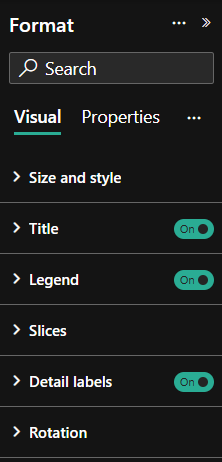 Format
Search
Visual Properties
Size and style
Title On
Legend On
Slices
Detail labels On
Rotation